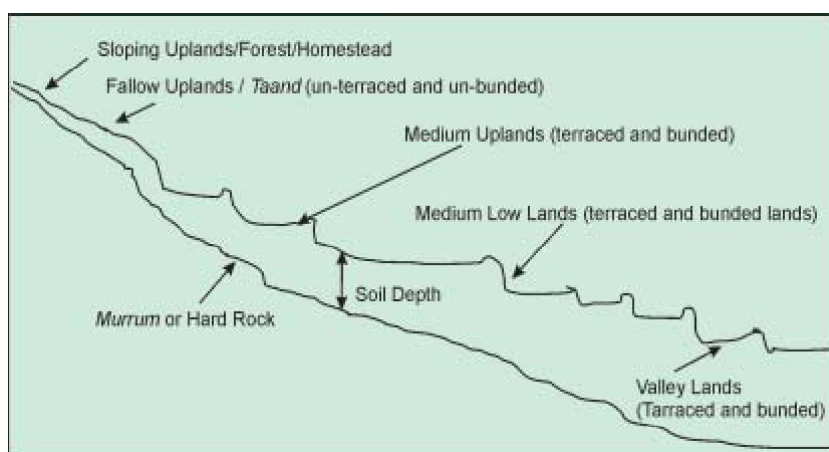 Sloping Uplands/Forest/Homestead
Fallow Uplands / Taand (un-terraced and un-bunded)
Medium Uplands (terraced and bunded)
Medium Low Lands (terraced and bunded lands)
Soil Depth
Murrum or Hard Rock
Valley Lands
(Tarraced and bunded)